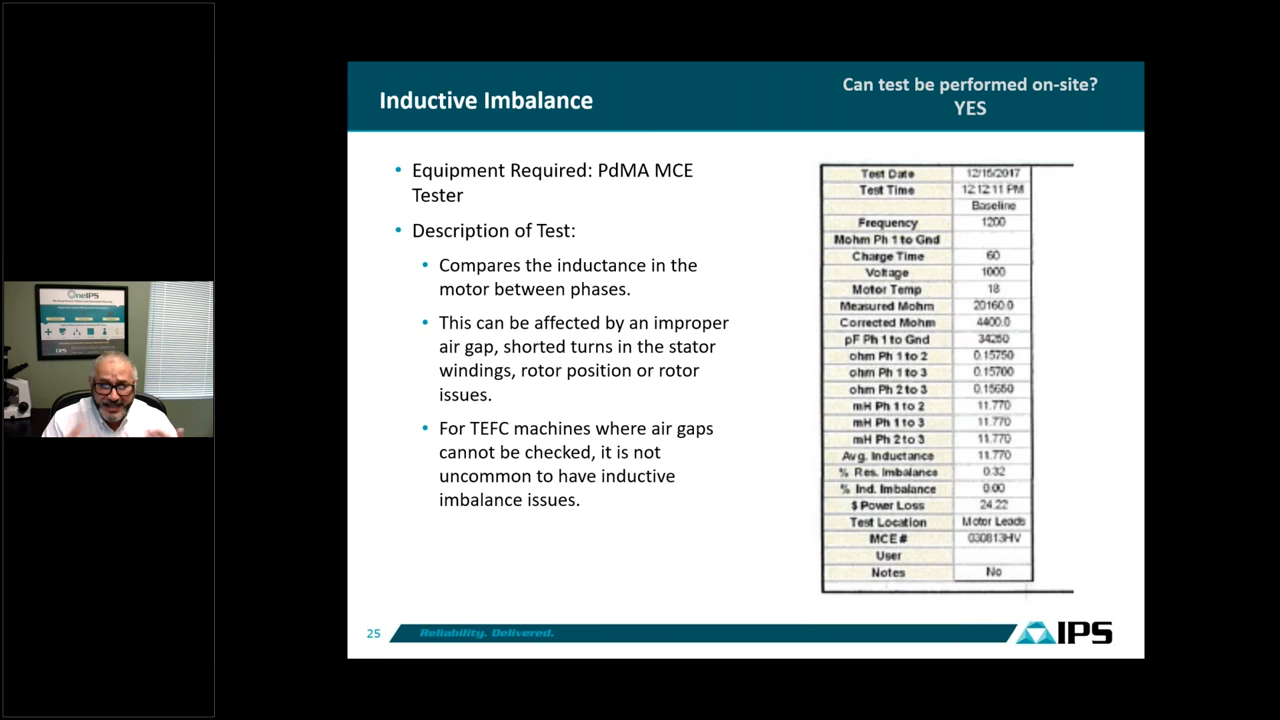 Inductive Imbalance
Can test be performed on-site?
YES
• Equipment Required: PdMA MCE
Tester
• Description of Test:
• Compares the inductance in the
motor between phases.
• This can be affected by an improper
air gap, shorted turns in the stator
windings, rotor position or rotor
issues.
• For TEFC machines where air gaps
cannot be checked, it is not
uncommon to have inductive
imbalance issues.
Test Date 12/15/2017
Test Time 12:12:11 PM
Baseline
Frequency 1200
Mohm Ph 1 to Gnd
Charge Time 60
Voltage 1000
Motor Temp 18
Measured Mohm 20160.0
Corrected Mohm 4400.0
pF Ph 1 to Gnd 34250
ohm Ph 1 to 2 0.15750
ohm Ph 1 to 3 0.15700
ohm Ph 2 to 3 0.15650
mH Ph 1 to 2 11.770
mH Ph 1 to 3 11.770
mH Ph 2 to 3 11.770
Avg. Inductance 11.770
% Res. Imbalance 0.32
% Ind. Imbalance 0.00
$ Power Loss 24.22
Test Location Motor Leads
MCE # 030813HV
User
Notes No
25
Reliability. Delivered.
IPS
OneIPS
IPS